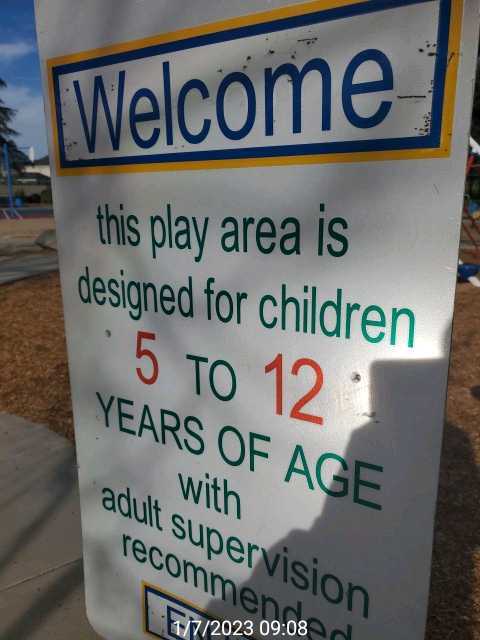 Welcome
this play area is
designed for children
5 TO 12
YEARS OF AGE
with
adult supervision
recommended
1/7/2023 09:08